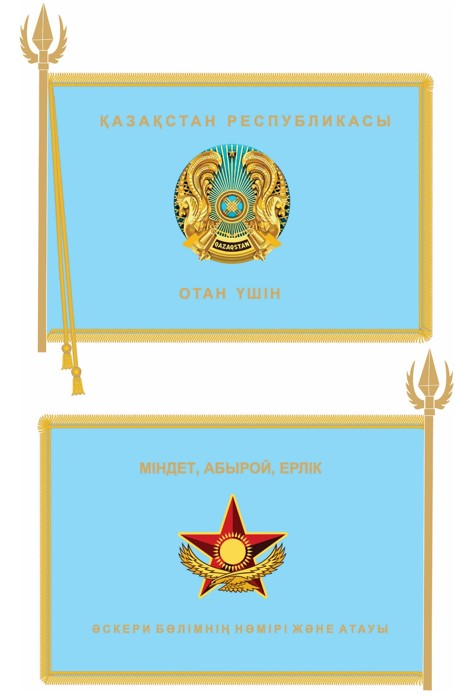 ҚАЗАҚСТАН РЕСПУБЛИКАСЫ
QAZAQSTAN
ОТАН ҮШІН
МІНДЕТ, АБЫРОЙ, ЕРЛІК
ӘСКЕРИ БӨЛІМНІҢ НӨМІРІ ЖӘНЕ АТАУЫ